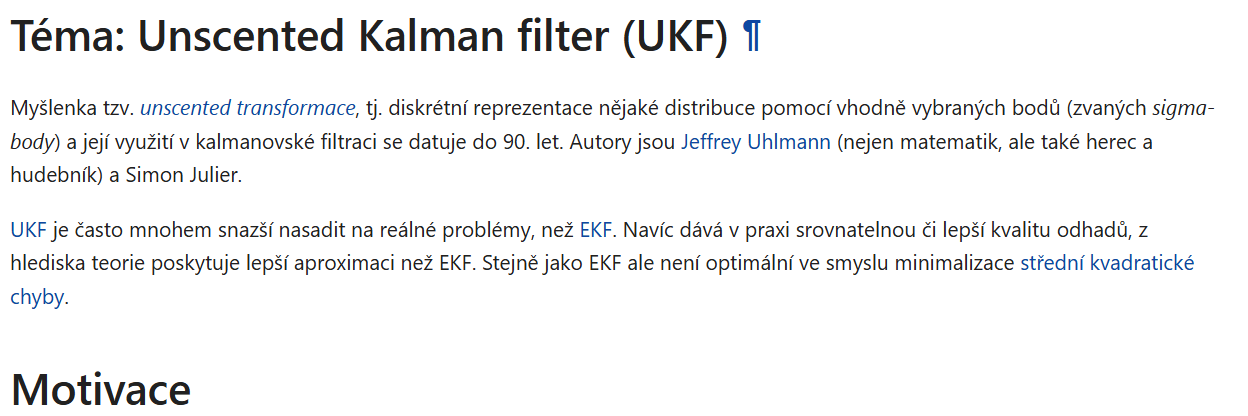 Téma: Unscented Kalman filter (UKF) ¶
Myšlenka tzv. unscented transformace, tj. diskrétní reprezentace nějaké distribuce pomocí vhodně vybraných bodů (zvaných sigma-
body) a její využití v kalmanovské filtraci se datuje do 90. let. Autory jsou Jeffrey Uhlmann (nejen matematik, ale také herec a
hudebník) a Simon Julier.
UKF je často mnohem snazší nasadit na reálné problémy, než EKF. Navíc dává v praxi srovnatelnou či lepší kvalitu odhadů, z
hlediska teorie poskytuje lepší aproximaci než EKF. Stejně jako EKF ale není optimální ve smyslu minimalizace střední kvadratické
chyby.
Motivace